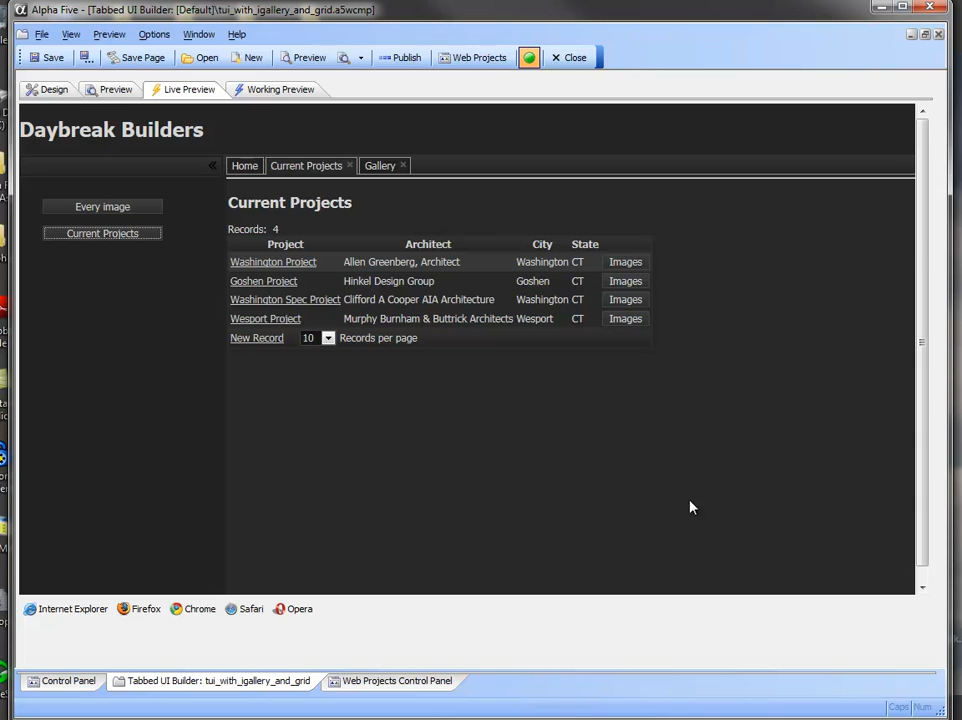 Alpha Five - [Tabbed UI Builder: [Default]\tui_with_igallery_and_grid.a5wcmp]
File View Preview Options Window Help
Save Save Page Open New Preview Publish Web Projects Close
Design Preview Live Preview Working Preview
Daybreak Builders
Home Current Projects Gallery
Every image
Current Projects
Current Projects
Records: 4
Project Architect City State
Washington Project Allen Greenberg, Architect Washington CT Images
Goshen Project Hinkel Design Group Goshen CT Images
Washington Spec Project Clifford A Cooper AIA Architecture Washington CT Images
Wesport Project Murphy Burnham & Buttrick Architects Wesport CT Images
New Record 10 Records per page
Internet Explorer Firefox Chrome Safari Opera
Control Panel Tabbed UI Builder: tui_with_igallery_and_grid Web Projects Control Panel
Caps Num